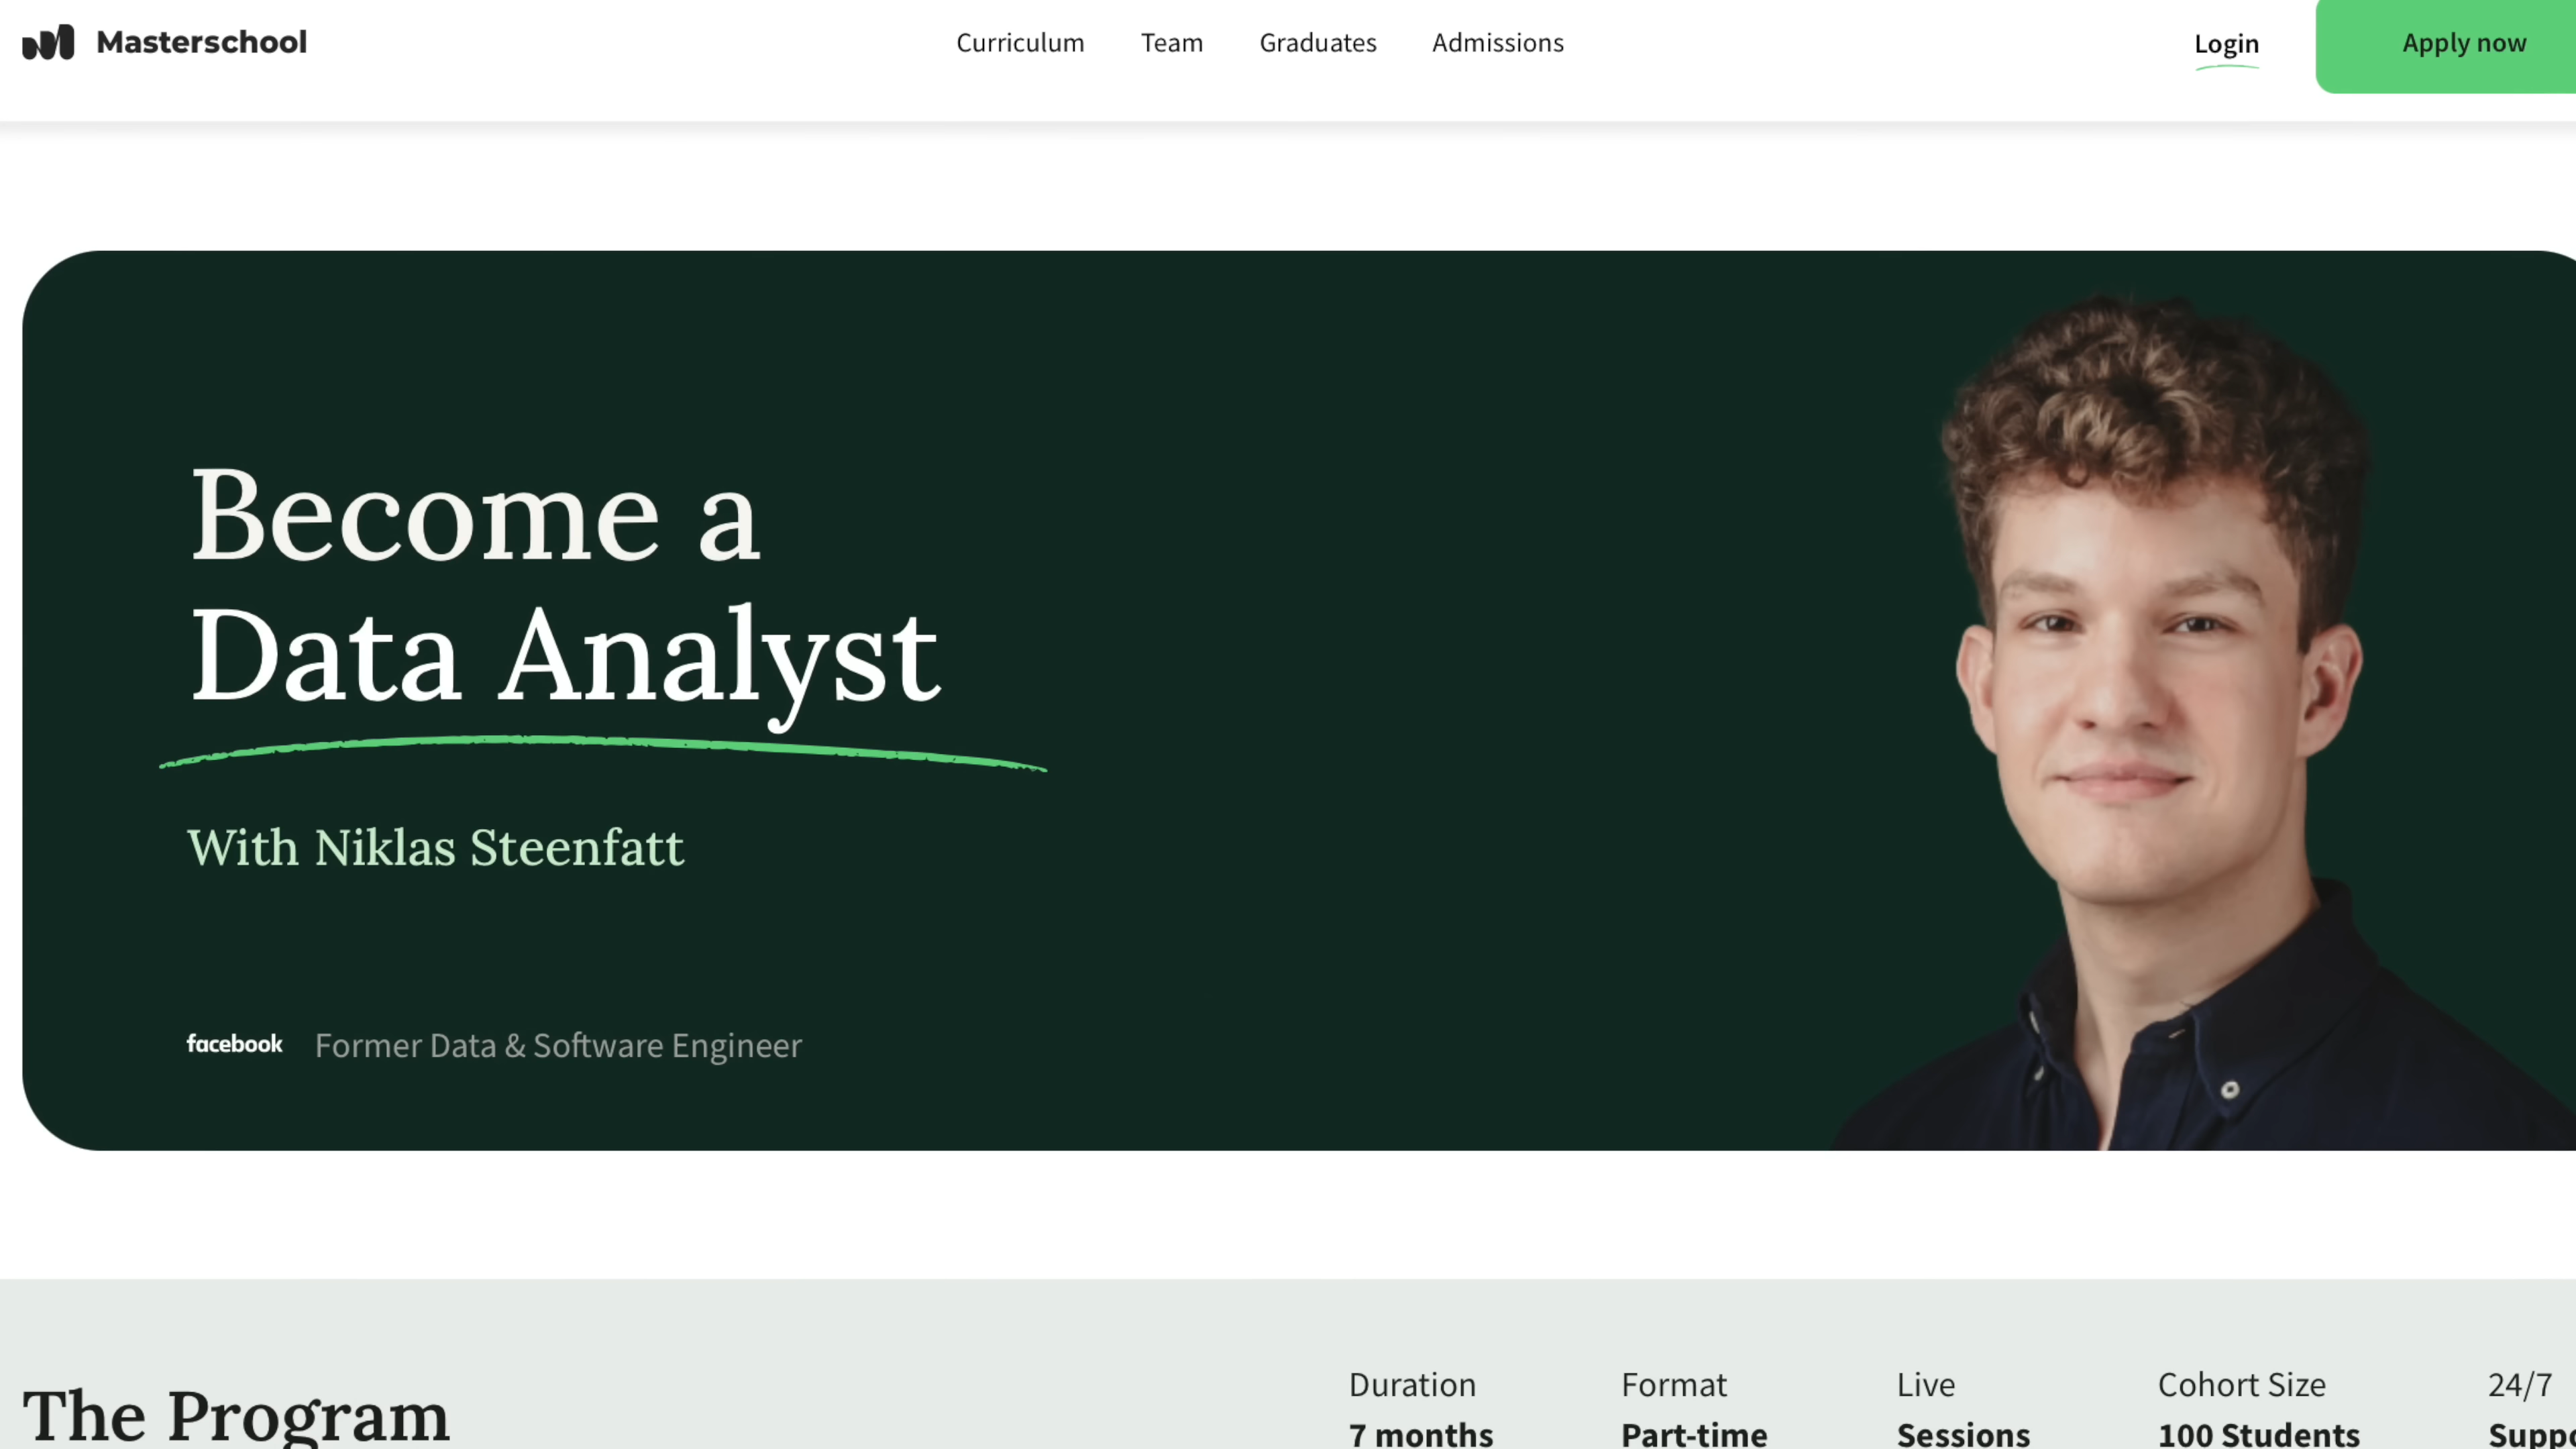 Masterschool
Curriculum Team Graduates Admissions
Login
Apply now
Become a
Data Analyst
With Niklas Steenfatt
facebook Former Data & Software Engineer
The Program
Duration
7 months
Format
Part-time
Live
Sessions
Cohort Size
100 Students
24/7